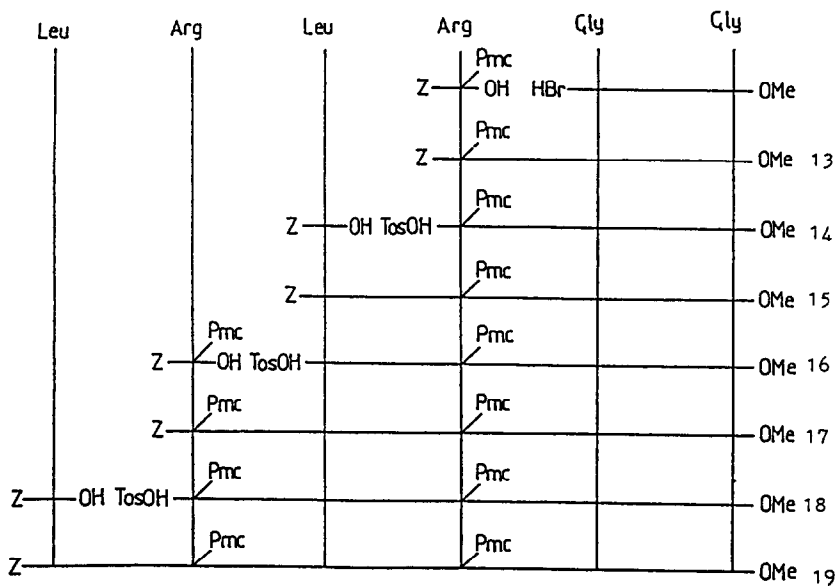 Leu Arg Leu Arg Gly Gly
Pmc
Z OH HBr OMe
Pmc
Z OMe 13
Pmc
Z OH TosOH OMe 14
Pmc
Z OMe 15
Pmc Pmc
Z OH TosOH OMe 16
Pmc Pmc
Z OMe 17
Pmc Pmc
Z OH TosOH OMe 18
Pmc Pmc
Z OMe 19